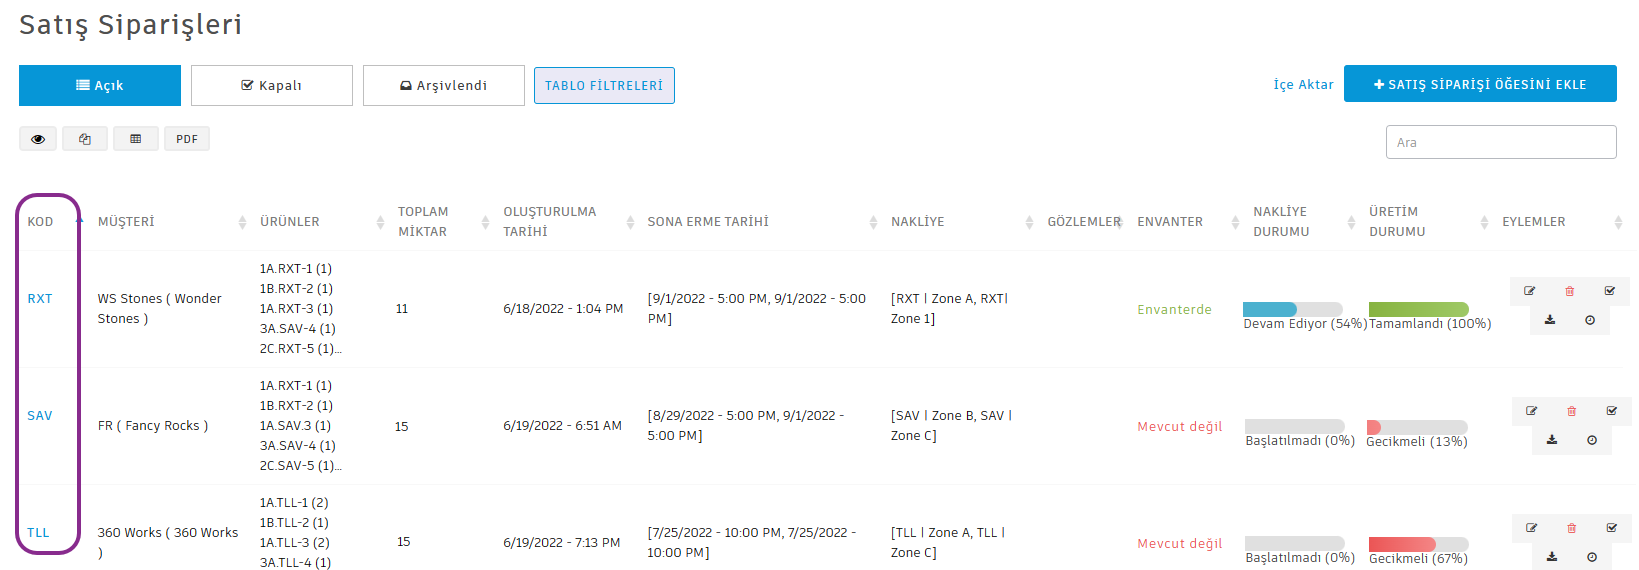 Satış Siparişleri
Açık
Kapalı
Arşivlendi
TABLO FİLTRELERİ
İçe Aktar
SATIŞ SİPARİŞİ ÖĞESİNİ EKLE
PDF
Ara
KOD
MÜŞTERİ
ÜRÜNLER
TOPLAM
MİKTAR
OLUŞTURULMA
TARİHİ
SONA ERME TARİHİ
NAKLİYE
GÖZLEMLER
ENVANTER
NAKLİYE
DURUMU
ÜRETİM
DURUMU
EYLEMLER
RXT
WS Stones ( Wonder
Stones )
1A.RXT-1 (1)
1B.RXT-2 (1)
1A.RXT-3 (1)
3A.SAV-4 (1)
2C.RXT-5 (1)...
11
6/18/2022 - 1:04 PM
[9/1/2022 - 5:00 PM, 9/1/2022 - 5:00
PM]
[RXT | Zone A, RXT|
Zone 1]
Envanterde
Devam Ediyor (54%)
Tamamlandı (100%)
SAV
FR ( Fancy Rocks )
1A.RXT-1 (1)
1B.RXT-2 (1)
1A.SAV.3 (1)
3A.SAV-4 (1)
2C.SAV-5 (1)...
15
6/19/2022 - 6:51 AM
[8/29/2022 - 5:00 PM, 9/1/2022 -
5:00 PM]
[SAV | Zone B, SAV |
Zone C]
Mevcut değil
Başlatılmadı (0%)
Gecikmeli (13%)
TLL
360 Works ( 360 Works
)
1A.TLL-1 (2)
1B.TLL-2 (1)
1A.TLL-3 (2)
3A.TLL-4 (1)
15
6/19/2022 - 7:13 PM
[7/25/2022 - 10:00 PM, 7/25/2022 -
10:00 PM]
[TLL | Zone A, TLL |
Zone C]
Mevcut değil
Başlatılmadı (0%)
Gecikmeli (67%)